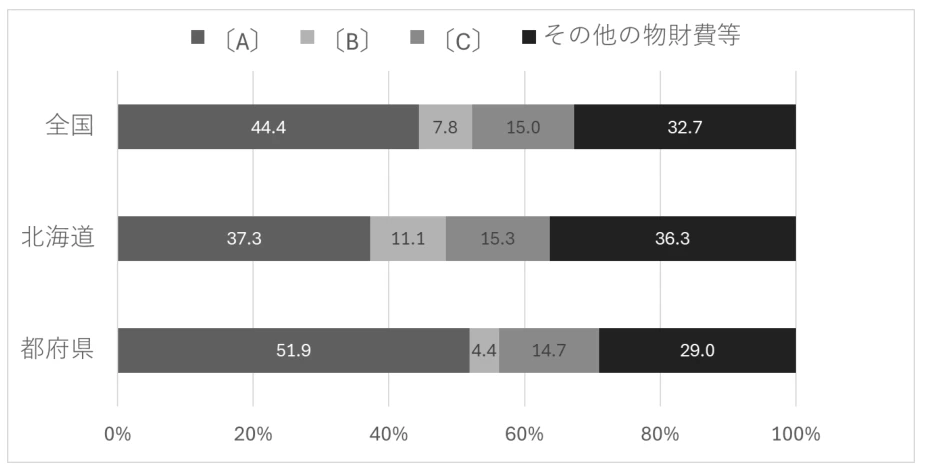 〔A〕 〔B〕 〔C〕 その他の物財費等
全国 44.4 7.8 15.0 32.7
北海道 37.3 11.1 15.3 36.3
都府県 51.9 4.4 14.7 29.0
0% 20% 40% 60% 80% 100%